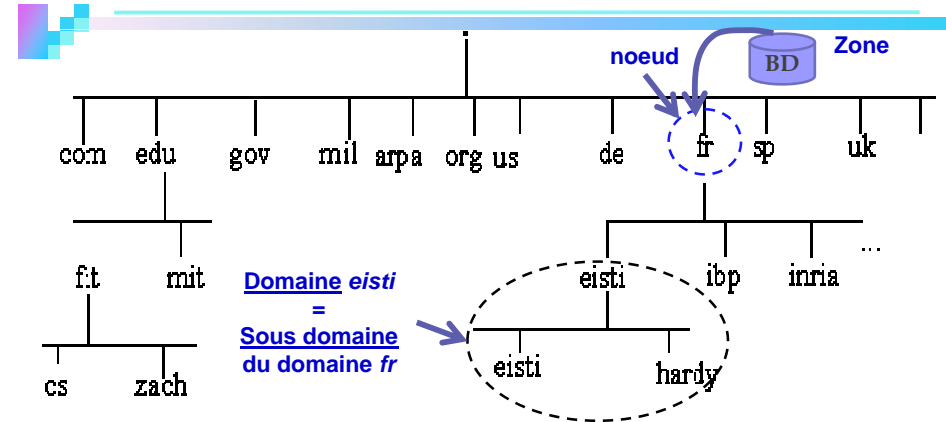 .
noeud
BD
Zone
com edu gov mil arpa org us de fr sp uk
fit mit
eisti ibp inria ...
Domaine eisti
=
Sous domaine
du domaine fr
cs zach
eisti hardy